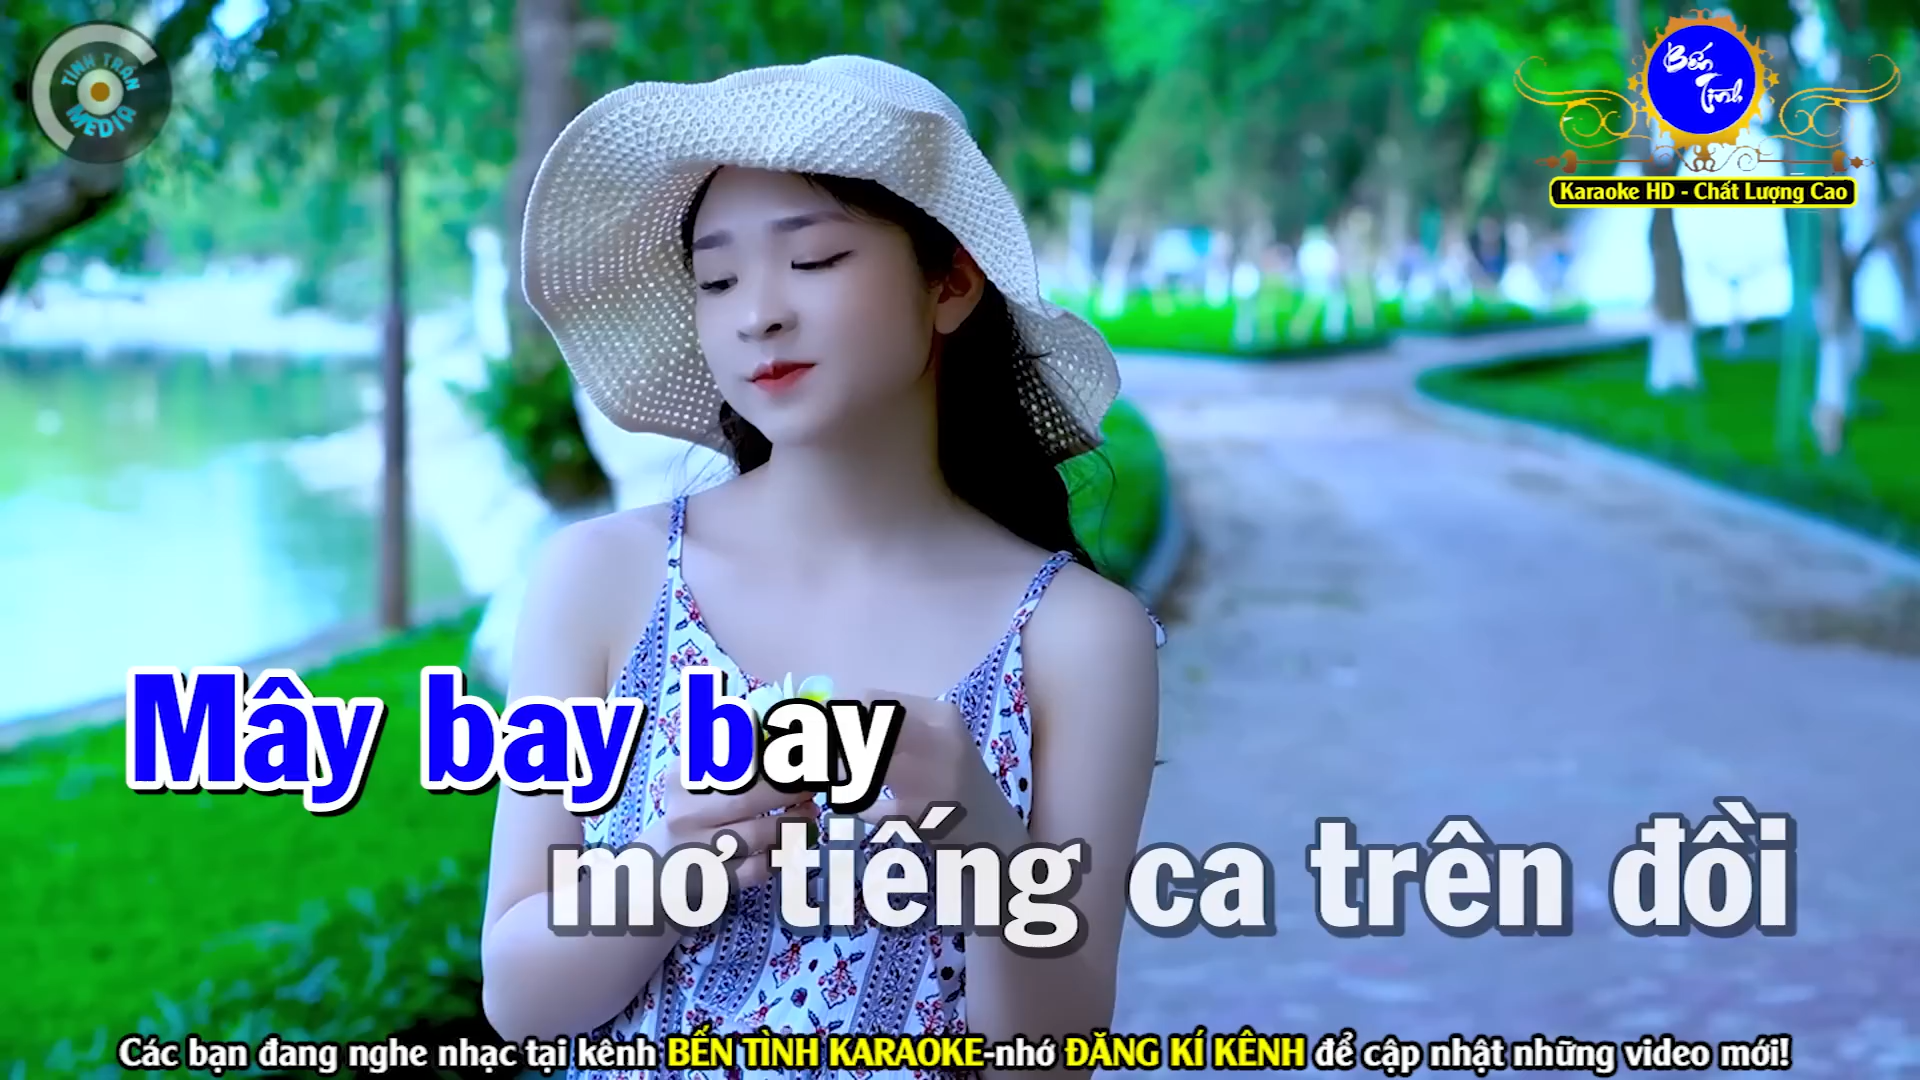 TÌNH TRẦN
MEDIA
Bến
Tình
Karaoke HD - Chất Lượng Cao
Mây bay bay
mơ tiếng ca trên đồi
Các bạn đang nghe nhạc tại kênh BẾN TÌNH KARAOKE-nhớ ĐĂNG KÍ KÊNH để cập nhật những video mới!